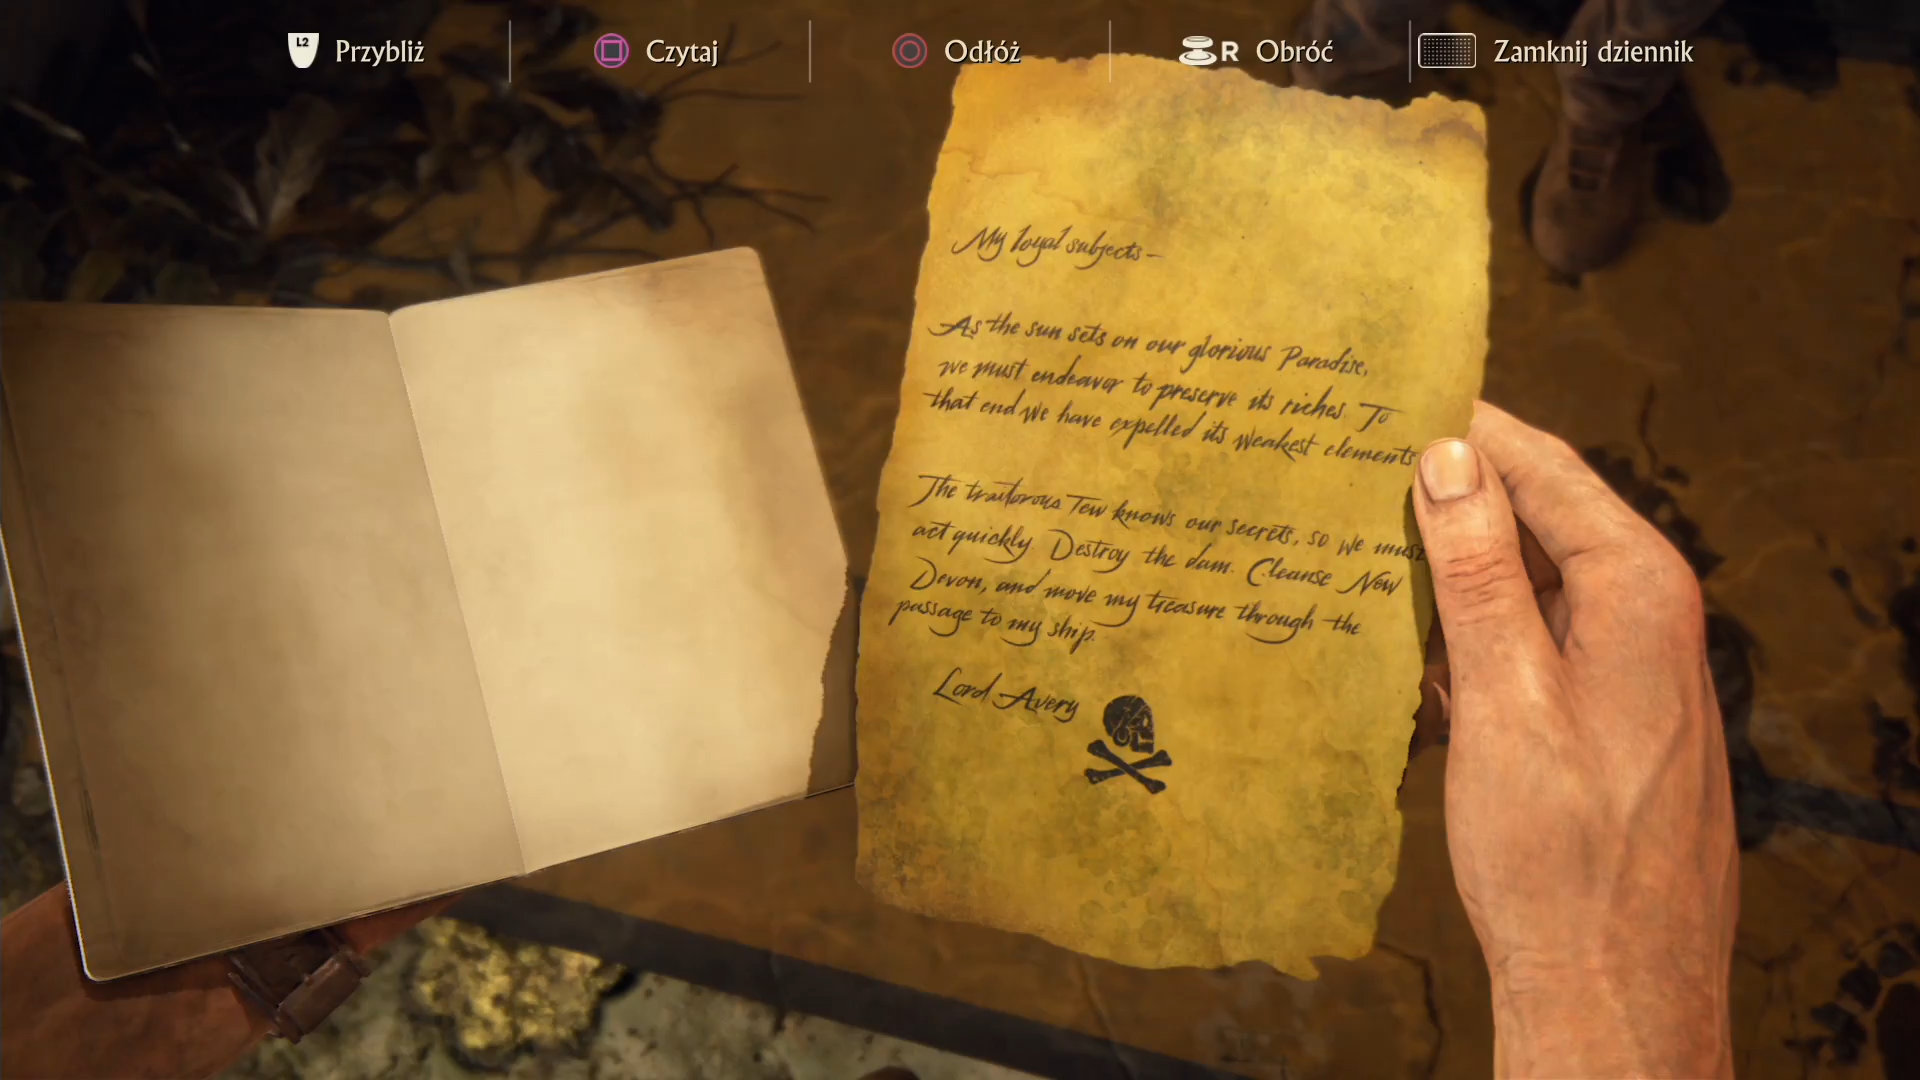 L2 Przybliż
Czytaj
Odłóż
R Obróć
Zamknij dziennik
My loyal subjects-
As the sun sets on our glorious Paradise,
we must endeavor to preserve its riches. To
that end we have expelled its weakest elements
The traitorous Tew knows our secrets, so we must
act quickly. Destroy the dam. Cleanse New
Devon, and move my treasure through the
passage to my ship.
Lord Avery